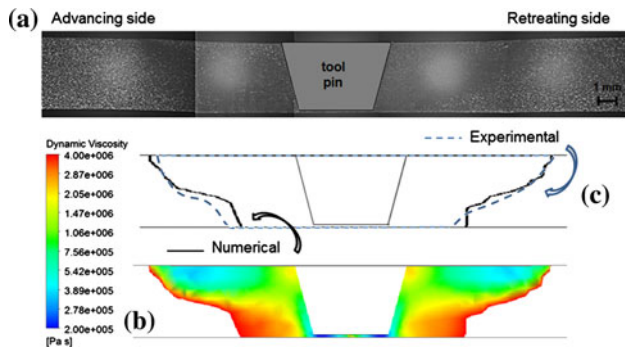 Advancing side
Retreating side
(a)
tool
pin
1 mm
Dynamic Viscosity
4.00e+006
2.87e+006
2.05e+006
1.47e+006
1.06e+006
7.56e+005
5.42e+005
3.88e+005
2.78e+005
2.00e+005
[Pa s]
Experimental
(c)
Numerical
(b)